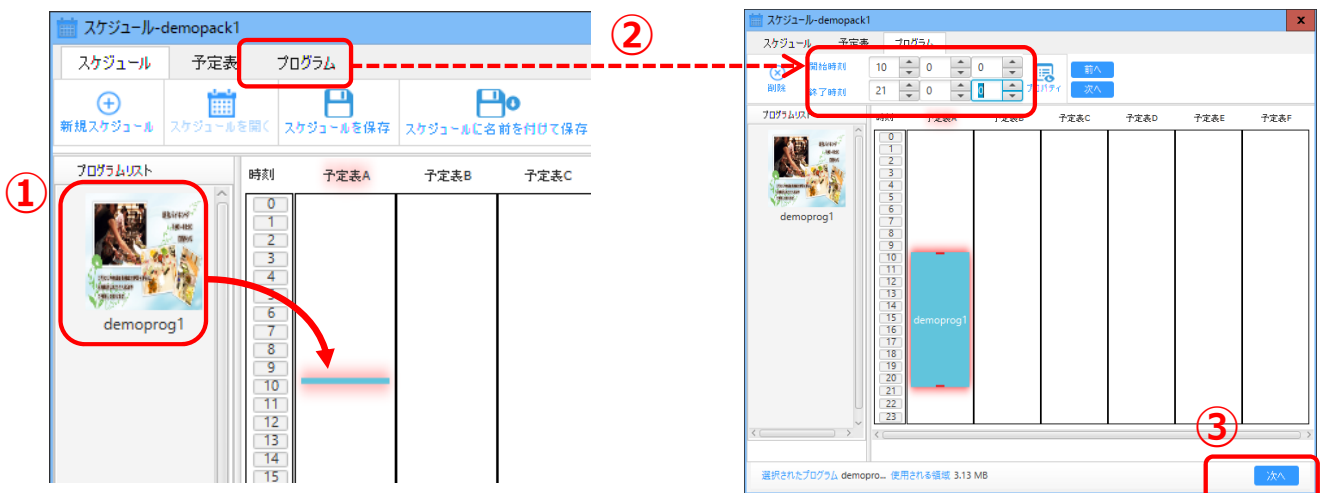 スケジュール-demopack1
スケジュール 予定表 プログラム
新規スケジュール スケジュールを開く スケジュールを保存 スケジュールに名前を付けて保存
プログラムリスト
時刻 予定表A 予定表B 予定表C
①
demoprog1
0
1
2
3
4
5
6
7
8
9
10
11
12
13
14
15
②
スケジュール-demopack1
x
スケジュール 予定表 プログラム
開始時刻 10 0 0
前へ
削除 終了時刻 21 0 0 プロパティ 次へ
プログラムリスト
時刻 予定表A 予定表B 予定表C 予定表D 予定表E 予定表F
demoprog1
0
1
2
3
4
5
6
7
8
9
10
11
12
13
14
15
16
17
18
19
20
21
22
23
demoprog1
③
選択されたプログラム demopro... 使用される領域 3.13 MB
次へ